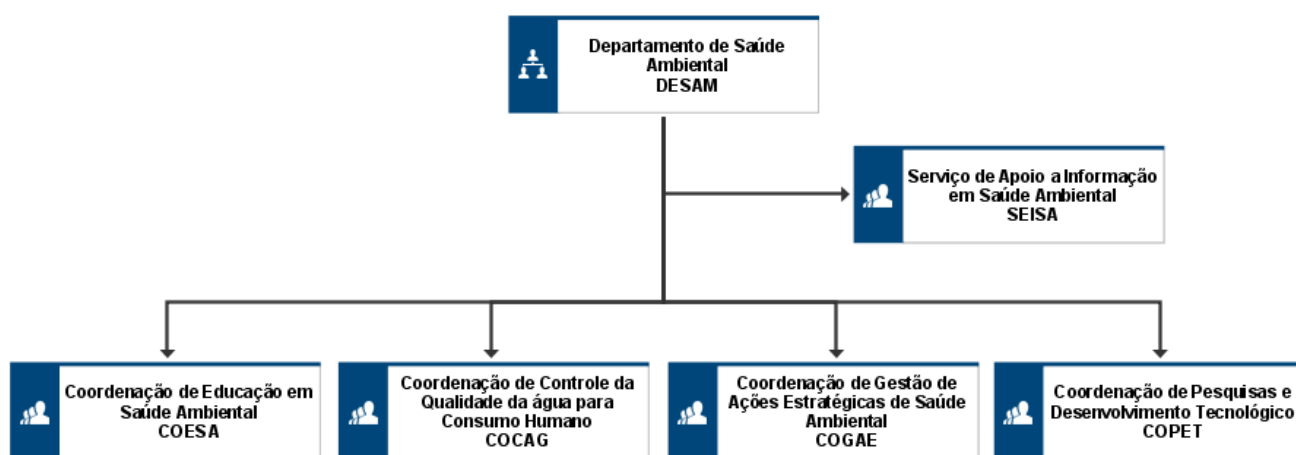 Departamento de Saúde
Ambiental
DESAM
Serviço de Apoio a Informação
em Saúde Ambiental
SEISA
Coordenação de Educação em
Saúde Ambiental
COESA
Coordenação de Controle da
Qualidade da água para
Consumo Humano
COCAG
Coordenação de Gestão de
Ações Estratégicas de Saúde
Ambiental
COGAE
Coordenação de Pesquisas e
Desenvolvimento Tecnológico
COPET